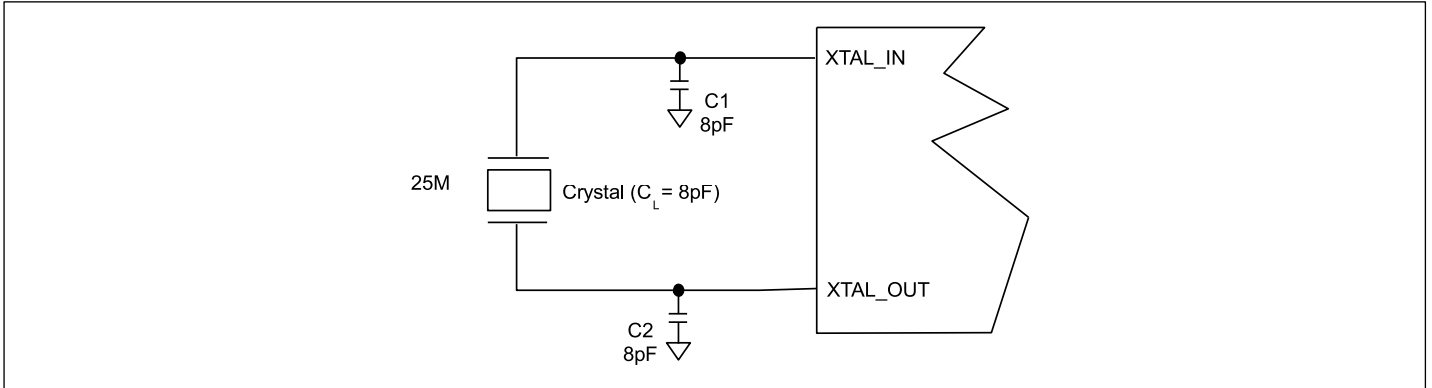 XTAL_IN
C1
8pF
25M
Crystal (C_L = 8pF)
XTAL_OUT
C2
8pF